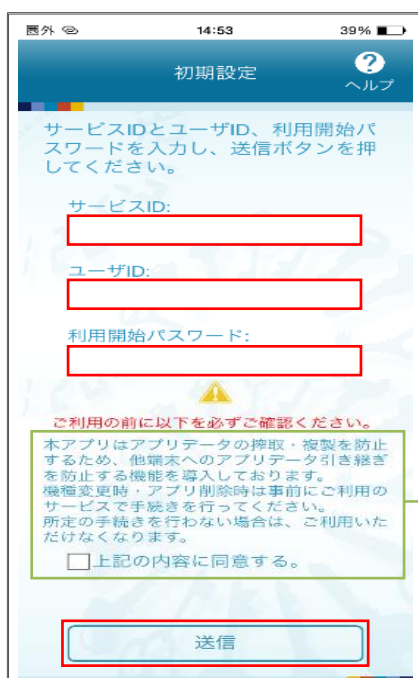 圏外 14:53 39%
初期設定
?
ヘルプ
サービスIDとユーザID、利用開始パ
スワードを入力し、送信ボタンを押
してください。
サービスID:
ユーザID:
利用開始パスワード:
ご利用の前に以下を必ずご確認ください。
本アプリはアプリデータの搾取・複製を防止
するため、他端末へのアプリデータ引き継ぎ
を防止する機能を導入しております。
機種変更時・アプリ削除時は事前にご利用の
サービスで手続きを行ってください。
所定の手続きを行わない場合は、ご利用いた
だけなくなります。
上記の内容に同意する。
送信